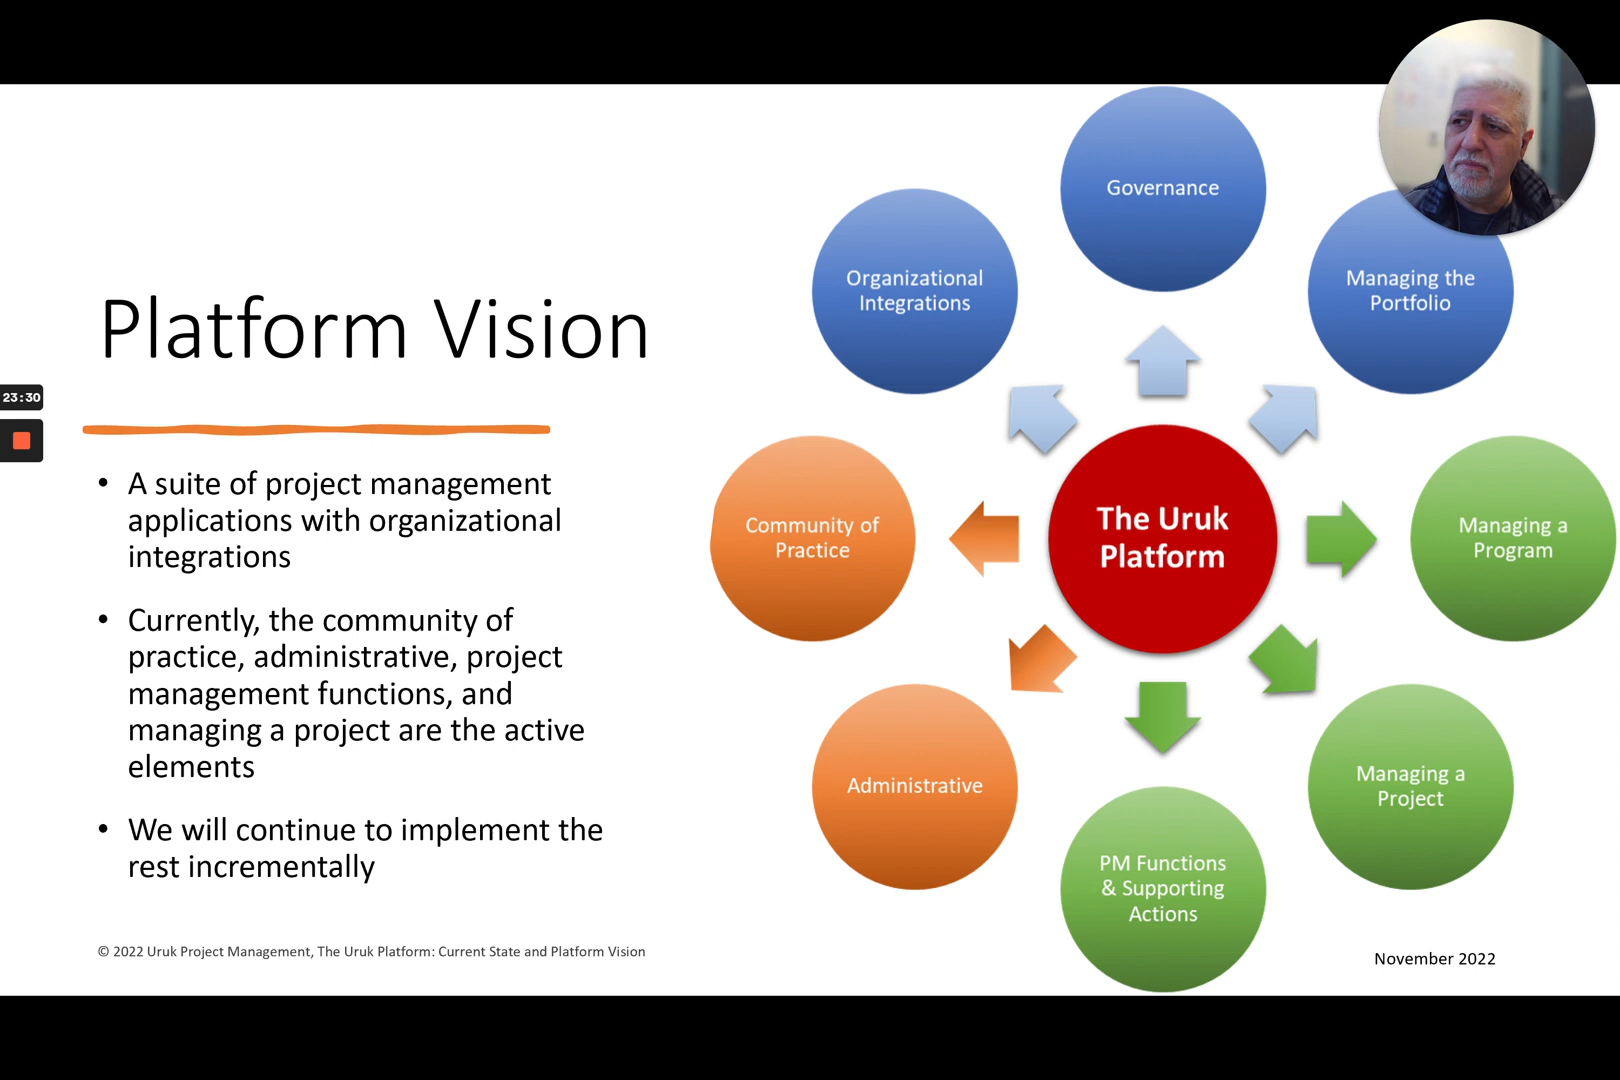 Platform Vision
23:30
• A suite of project management
applications with organizational
integrations
• Currently, the community of
practice, administrative, project
management functions, and
managing a project are the active
elements
• We will continue to implement the
rest incrementally
© 2022 Uruk Project Management, The Uruk Platform: Current State and Platform Vision
Governance
Organizational
Integrations
Managing the
Portfolio
Community of
Practice
The Uruk
Platform
Managing a
Program
Administrative
Managing a
Project
PM Functions
& Supporting
Actions
November 2022